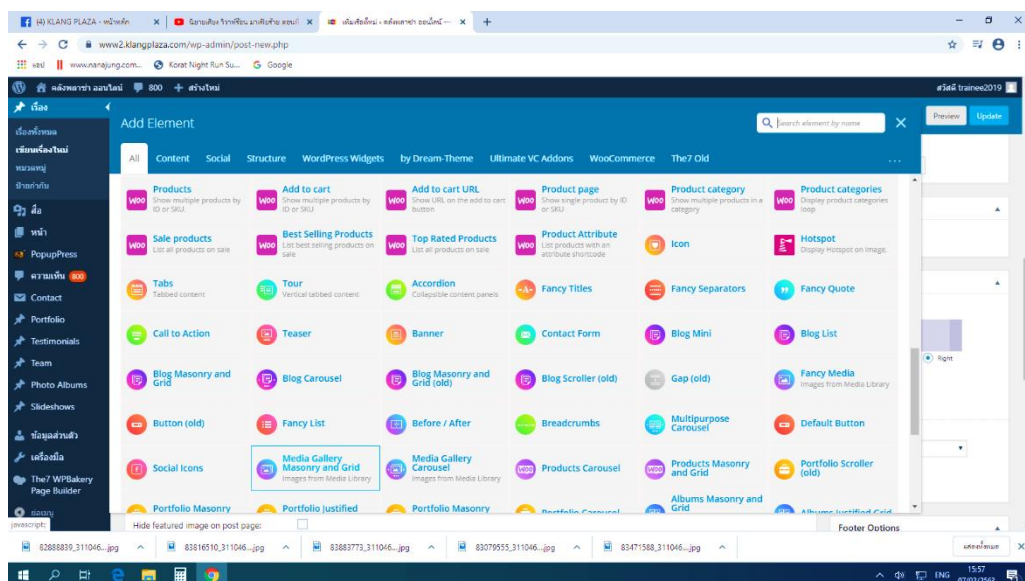 (4) KLANG PLAZA - หน้าหลัก
www2.klangplaza.com/wp-admin/post-new.php
แอป
www.nanajung.com...
Korat Night Run Su...
Google
คลังพลาซ่า ออนไลน์
800
สร้างใหม่
สวัสดี trainee2019
เรื่อง
เรื่องทั้งหมด
เขียนเรื่องใหม่
หมวดหมู่
ป้ายกำกับ
สื่อ
หน้า
PopupPress
ความเห็น 800
Contact
Portfolio
Testimonials
Team
Photo Albums
Slideshows
ข้อมูลส่วนตัว
เครื่องมือ
The7 WPBakery
Page Builder
ย่อเมนู
javascript:
Add Element
Search element by name
Preview
Update
All
Content
Social
Structure
WordPress Widgets
by Dream-Theme
Ultimate VC Addons
WooCommerce
The7 Old
...
Products
Show multiple products by
ID or SKU.
Add to cart
Show multiple products by
ID or SKU
Add to cart URL
Show URL on the add to cart
button
Product page
Show single product by ID
or SKU
Product category
Show multiple products in a
category
Product categories
Display product categories
loop
Sale products
List all products on sale
Best Selling Products
List best selling products on
sale
Top Rated Products
List all products on sale
Product Attribute
List products with an
attribute shortcode
Icon
Hotspot
Display Hotspot on Image.
Tabs
Tabbed content
Tour
Vertical tabbed content
Accordion
Collapsible content panels
Fancy Titles
Fancy Separators
Fancy Quote
Call to Action
Teaser
Banner
Contact Form
Blog Mini
Blog List
Blog Masonry and
Grid
Blog Carousel
Blog Masonry and
Grid (old)
Blog Scroller (old)
Gap (old)
Fancy Media
Images from Media Library
Button (old)
Fancy List
Before / After
Breadcrumbs
Multipurpose
Carousel
Default Button
Social Icons
Media Gallery
Masonry and Grid
Images from Media Library
Media Gallery
Carousel
Images from Media Library
Products Carousel
Products Masonry
and Grid
Portfolio Scroller
(old)
Portfolio Masonry
Portfolio Justified
Portfolio Masonry
Portfolio Carousel
Albums Masonry and
Grid
Albums Justified Grid
Right
Hide featured image on post page:
Footer Options
82888839_311046...jpg
83816510_311046...jpg
83883773_311046...jpg
83079555_311046...jpg
83471588_311046...jpg
แสดงทั้งหมด
ENG
15:57
07/02/2563